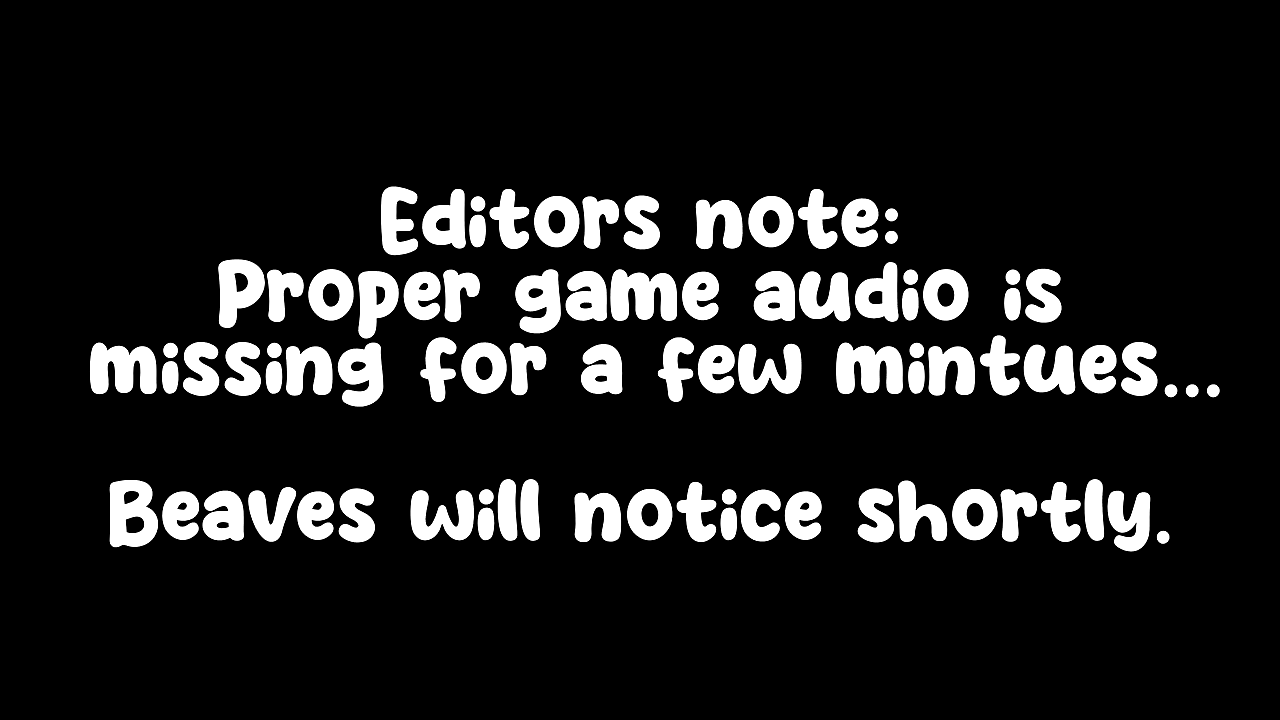 Editors note:
Proper game audio is
missing for a few mintues...
Beaves will notice shortly.